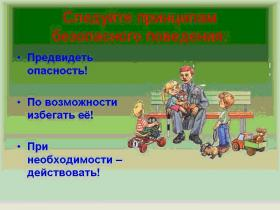 Следуйте принципам
безопасного поведения:
• Предвидеть
опасность!
• По возможности
избегать её!
• При
необходимости –
действовать!